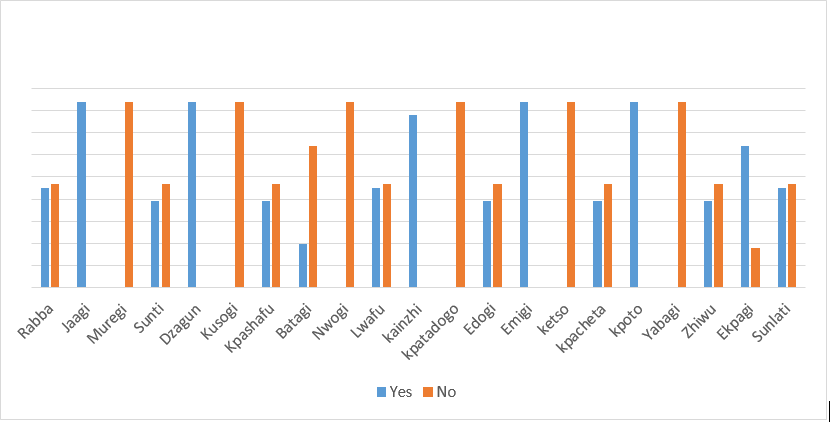 Rabba Jaagi Muregi Sunti Dzagun Kusogi Kpashafu Batagi Nwogi Lwafu kainzhi kpatadogo Edogi Emigi ketso kpacheta kpoto Yabagi Zhiwu Ekpagi Sunlati
Yes No